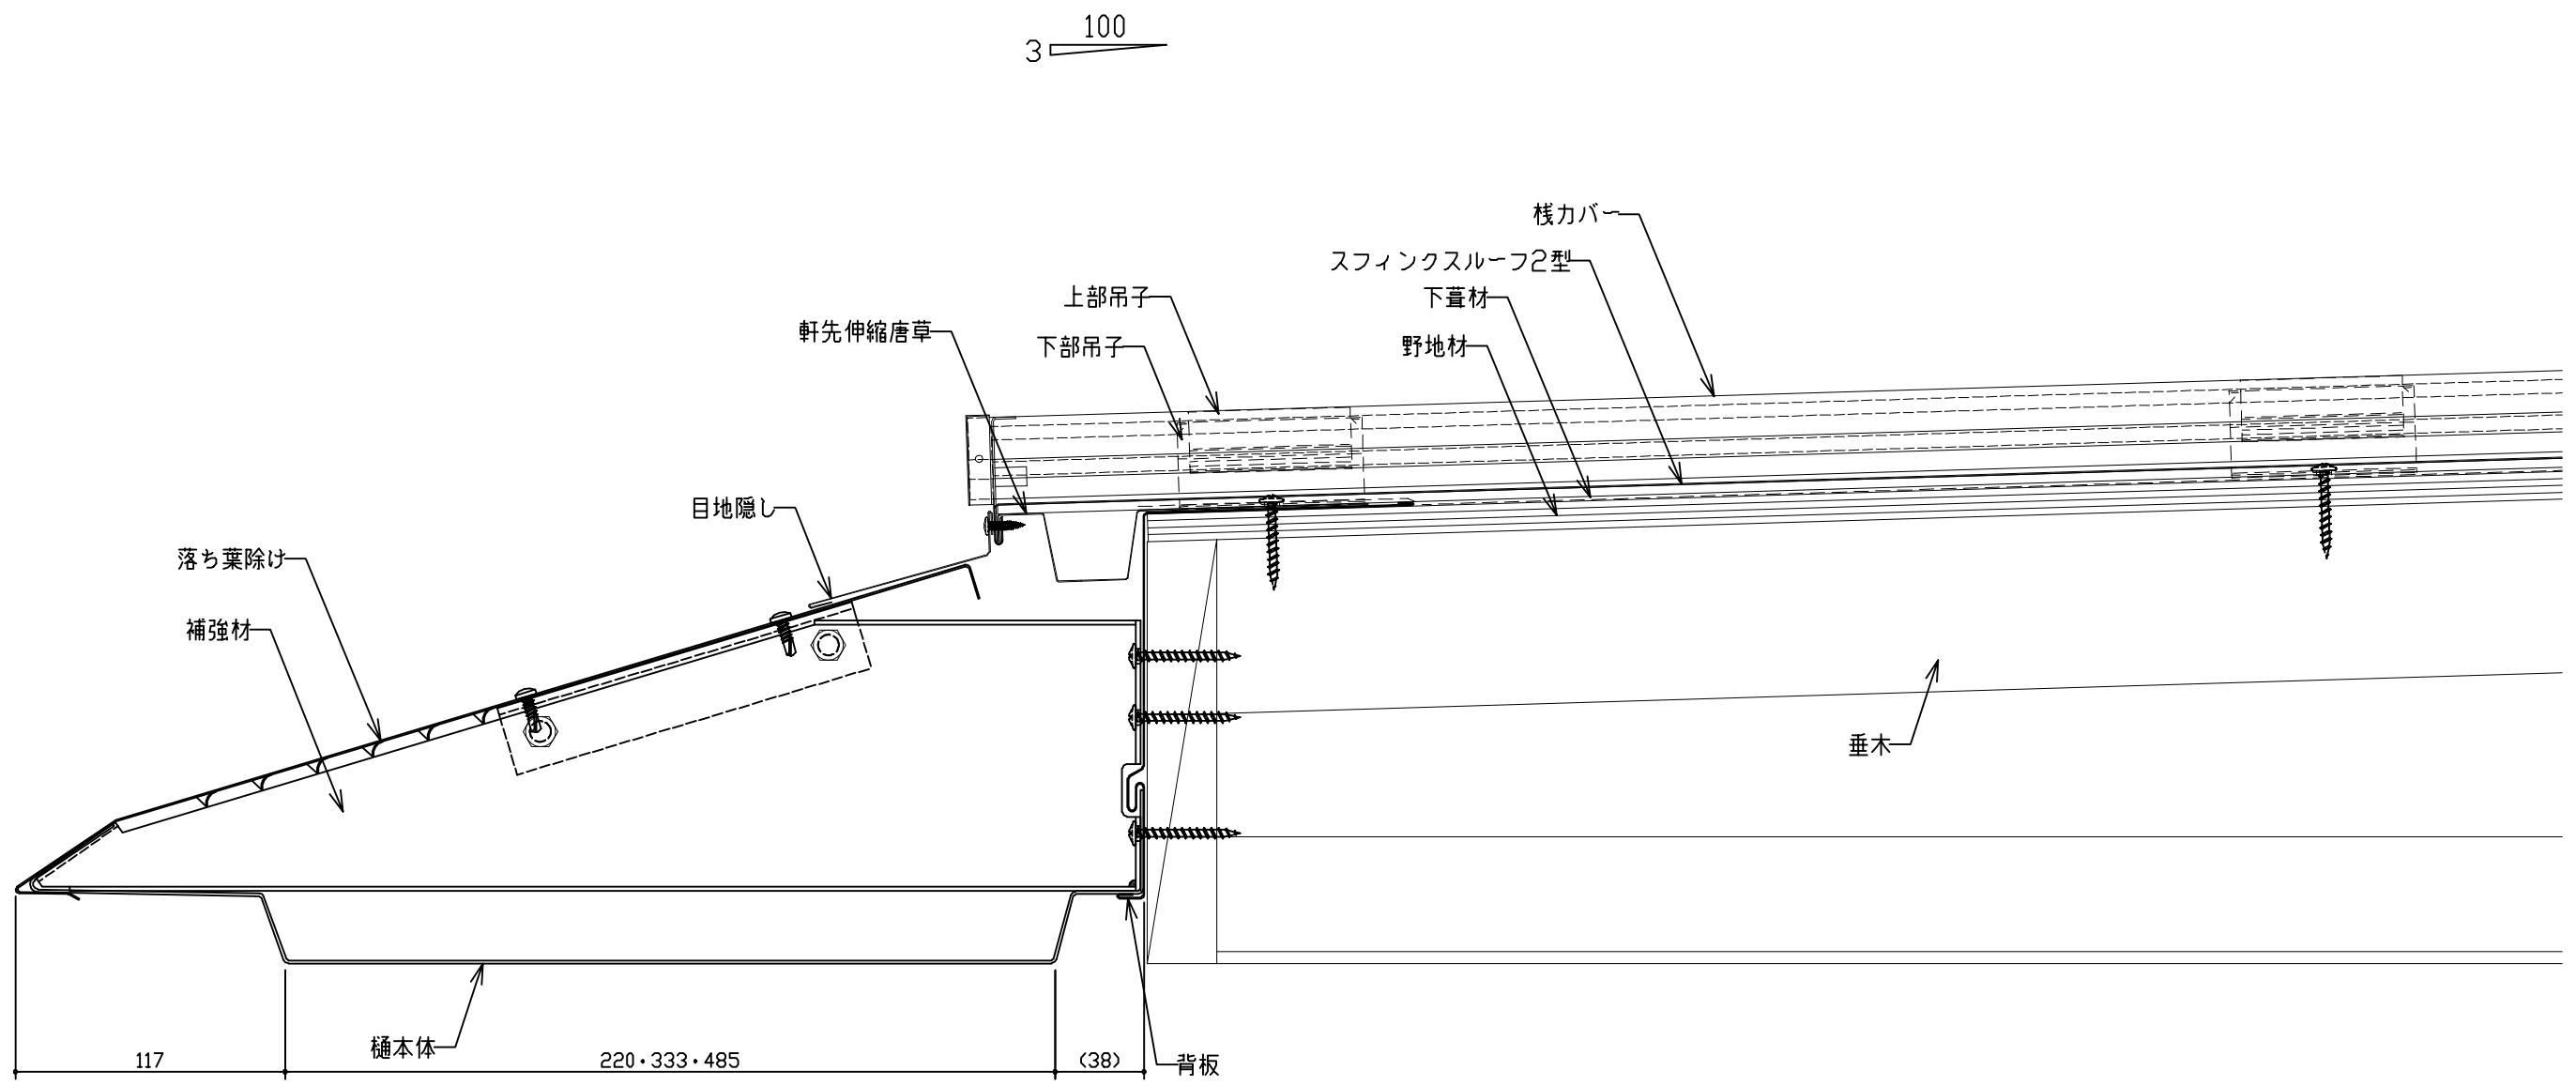 100
3
桟カバー
スフィンクスルーフ2型
上部吊子
下葺材
軒先伸縮唐草
下部吊子
野地材
目地隠し
落ち葉除け
補強材
垂木
樋本体
117
220・333・485
(38)
背板